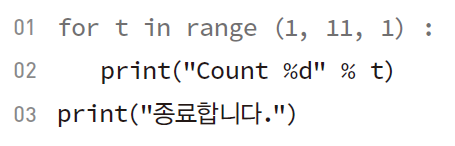 01 for t in range (1, 11, 1) :
02 print("Count %d" % t)
03 print("종료합니다.")